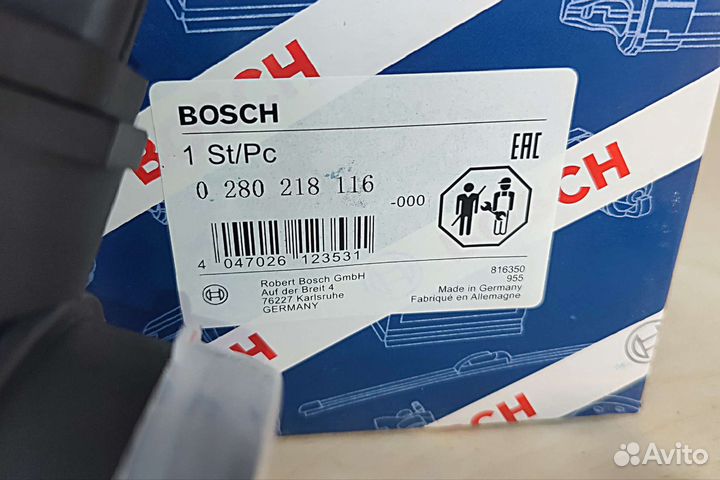 BOSCH
BOSCH
1 St/Pc
EAC
0 280 218 116
-000
CH
4 047026 123531
Robert Bosch GmbH
Auf der Breit 4
76227 Karlsruhe
GERMANY
816350
955
Made in Germany
Fabriqué en Allemagne
BOSCH
BOSCH
Avito